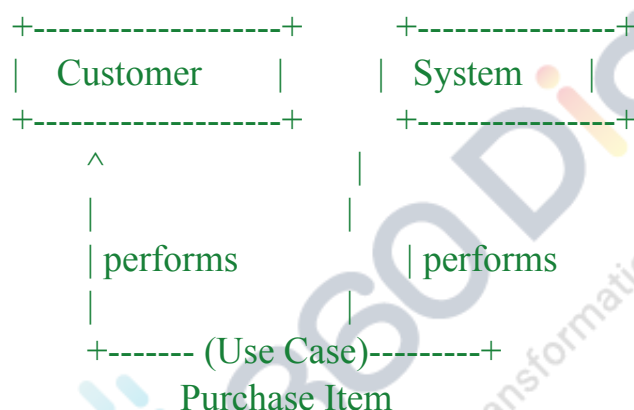 +---------------------+ +-----------------+
| Customer | | System |
+---------------------+ +-----------------+
^ |
| |
| performs | performs
| |
+------- (Use Case)---------+
Purchase Item